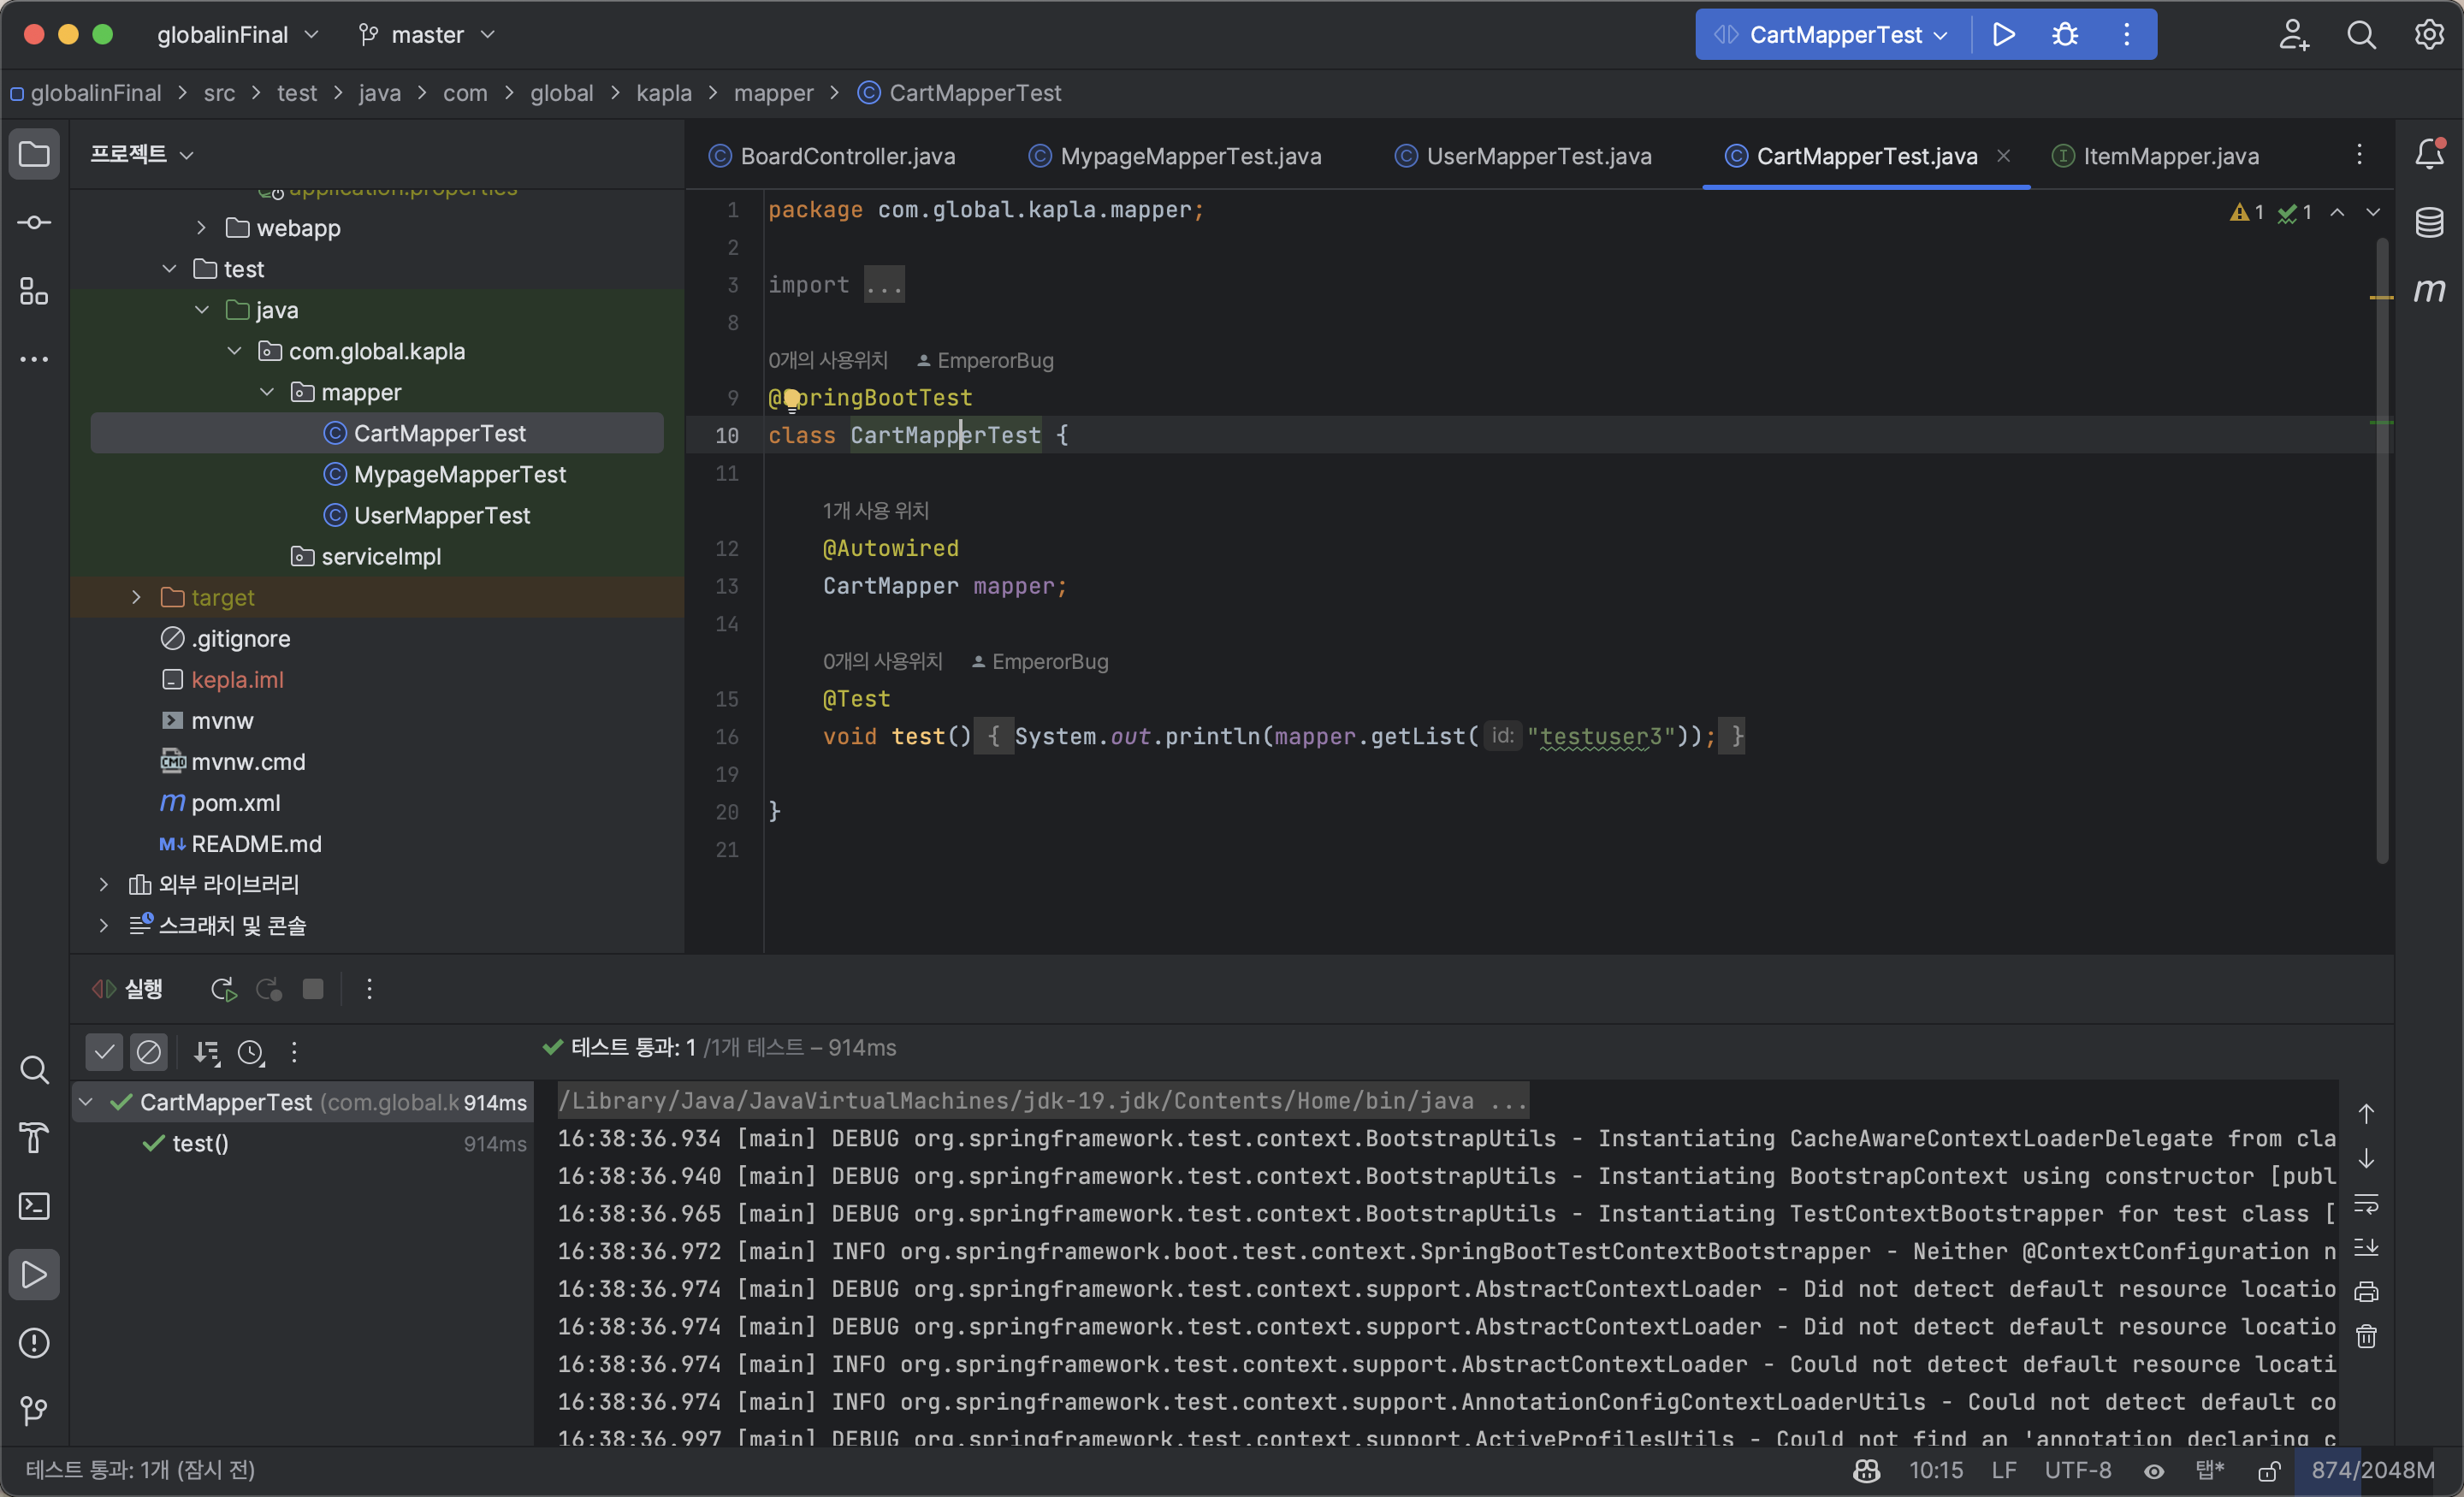 globalinFinal master CartMapperTest
globalinFinal > src > test > java > com > global > kapla > mapper > CartMapperTest
프로젝트
application.properties
webapp
test
java
com.global.kapla
mapper
CartMapperTest
MypageMapperTest
UserMapperTest
serviceImpl
target
.gitignore
kepla.iml
mvnw
mvnw.cmd
pom.xml
README.md
외부 라이브러리
스크래치 및 콘솔
BoardController.java MypageMapperTest.java UserMapperTest.java CartMapperTest.java ItemMapper.java
1 1
1 package com.global.kapla.mapper;
2
3 import ...
8
0개의 사용위치 EmperorBug
9 @SpringBootTest
10 class CartMapperTest {
11
1개 사용 위치
12 @Autowired
13 CartMapper mapper;
14
0개의 사용위치 EmperorBug
15 @Test
16 void test() { System.out.println(mapper.getList( id: "testuser3")); }
19
20 }
21
실행
테스트 통과: 1 /1개 테스트 – 914ms
CartMapperTest (com.global.k 914ms
test() 914ms
/Library/Java/JavaVirtualMachines/jdk-19.jdk/Contents/Home/bin/java ...
16:38:36.934 [main] DEBUG org.springframework.test.context.BootstrapUtils - Instantiating CacheAwareContextLoaderDelegate from cla
16:38:36.940 [main] DEBUG org.springframework.test.context.BootstrapUtils - Instantiating BootstrapContext using constructor [publ
16:38:36.965 [main] DEBUG org.springframework.test.context.BootstrapUtils - Instantiating TestContextBootstrapper for test class [
16:38:36.972 [main] INFO org.springframework.boot.test.context.SpringBootTestContextBootstrapper - Neither @ContextConfiguration n
16:38:36.974 [main] DEBUG org.springframework.test.context.support.AbstractContextLoader - Did not detect default resource locatio
16:38:36.974 [main] DEBUG org.springframework.test.context.support.AbstractContextLoader - Did not detect default resource locatio
16:38:36.974 [main] INFO org.springframework.test.context.support.AbstractContextLoader - Could not detect default resource locati
16:38:36.974 [main] INFO org.springframework.test.context.support.AnnotationConfigContextLoaderUtils - Could not detect default co
16:38:36.997 [main] DEBUG org.springframework.test.context.support.ActiveProfilesUtils - Could not find an 'annotation declaring c
테스트 통과: 1개 (잠시 전) 10:15 LF UTF-8 탭* 874/2048M